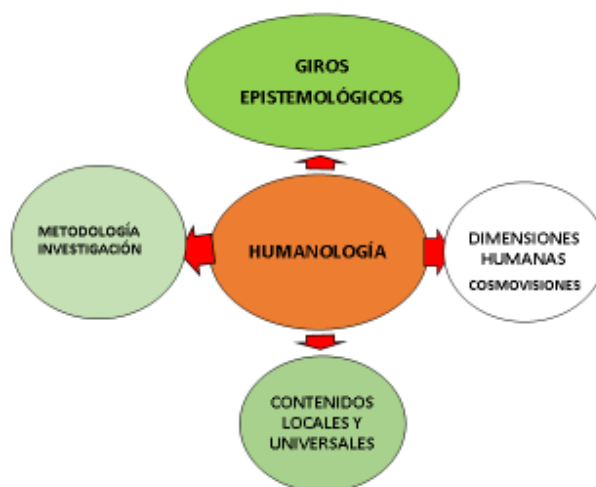 GIROS
EPISTEMOLÓGICOS
METODOLOGÍA
INVESTIGACIÓN
HUMANOLOGÍA
DIMENSIONES
HUMANAS
COSMOVISIONES
CONTENIDOS
LOCALES Y
UNIVERSALES